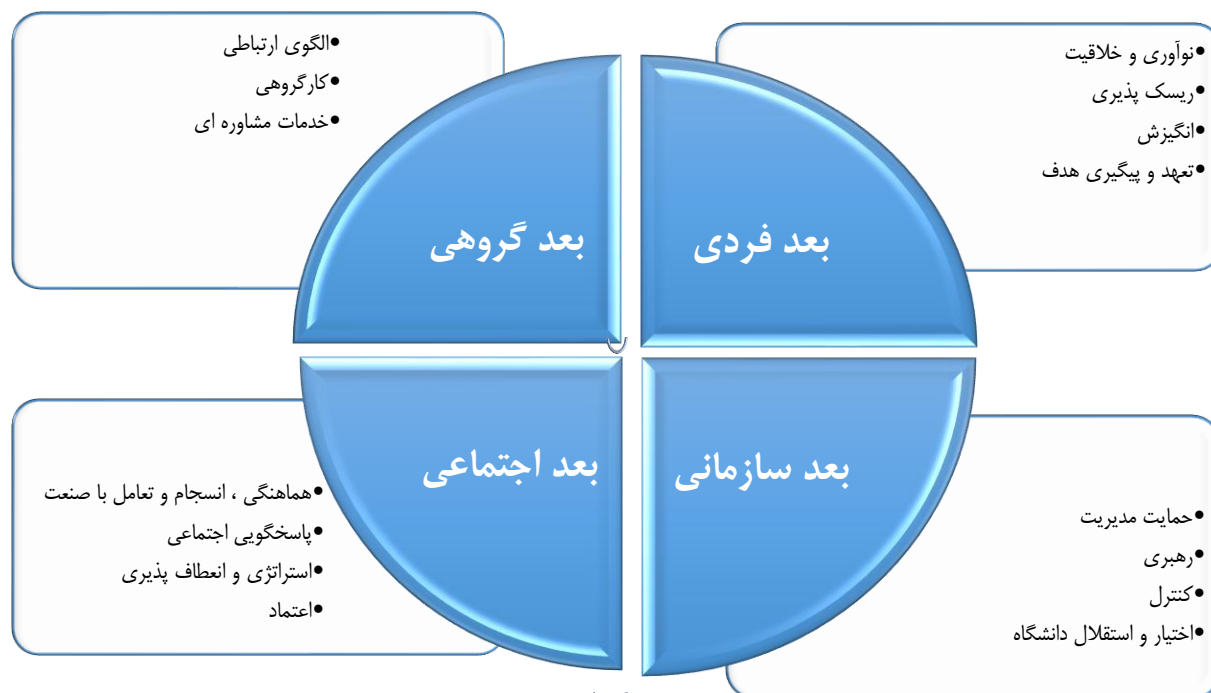 •نوآوری و خلاقیت
•ریسک پذیری
•انگیزش
•تعهد و پیگیری هدف
•الگوی ارتباطی
•کارگروهی
•خدمات مشاوره ای
بعد فردی
بعد گروهی
بعد سازمانی
بعد اجتماعی
•حمایت مدیریت
•رهبری
•کنترل
•اختیار و استقلال دانشگاه
•هماهنگی ، انسجام و تعامل با صنعت
•پاسخگویی اجتماعی
•استراتژی و انعطاف پذیری
•اعتماد